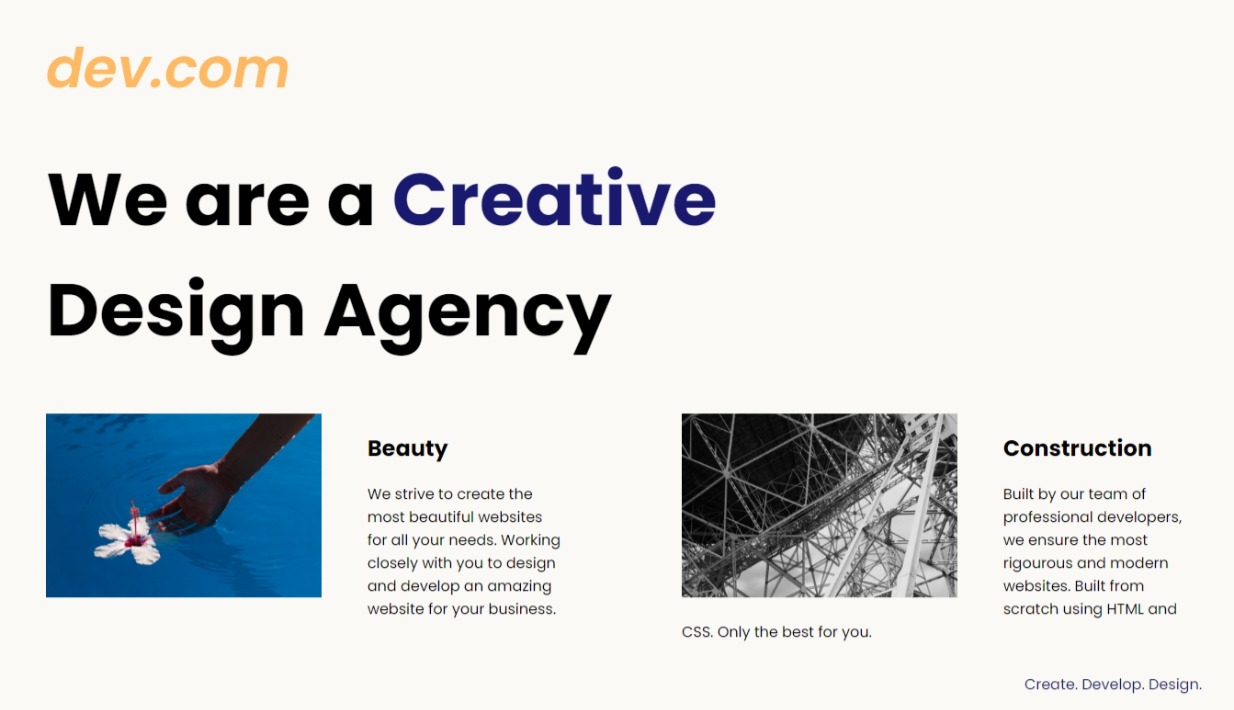 dev.com
We are a Creative
Design Agency
Beauty
We strive to create the
most beautiful websites
for all your needs. Working
closely with you to design
and develop an amazing
website for your business.
Construction
Built by our team of
professional developers,
we ensure the most
rigourous and modern
websites. Built from
scratch using HTML and
CSS. Only the best for you.
Create. Develop. Design.